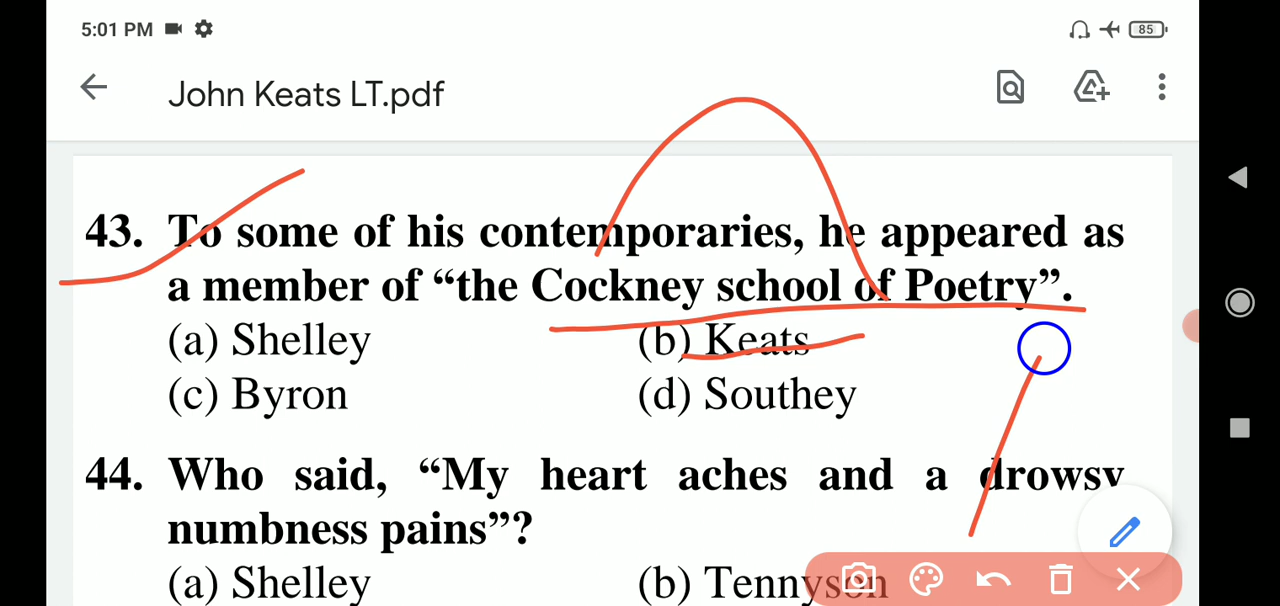 5:01 PM 85
John Keats LT.pdf
43. To some of his contemporaries, he appeared as
a member of “the Cockney school of Poetry”.
(a) Shelley (b) Keats
(c) Byron (d) Southey
44. Who said, “My heart aches and a drowsy
numbness pains”?
(a) Shelley (b) Tennyson